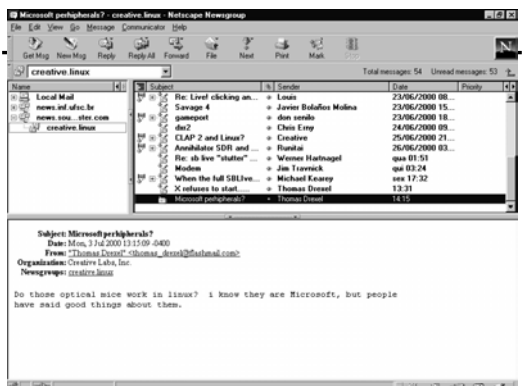 Microsoft perhipherals? - creative.linux - Netscape Newsgroup
File Edit View Go Message Communicator Help
Get Msg New Msg Reply Reply All Forward File Next Print Mark Stop
creative.linux Total messages: 54 Unread messages: 53
Name Subject Sender Date Priority
Local Mail Re: Live! clicking an... Louis 23/06/2000 08...
news.inf.ufsc.br Savage 4 Javier Bolaños Molina 23/06/2000 15...
news.sou...ster.com gameport don senilo 23/06/2000 18...
creative.linux dxr2 Chris Erny 24/06/2000 09...
CLAP 2 and Linux? Creative 25/06/2000 21...
Annihilator SDR and ... Runitai 26/06/2000 03...
Re: sb live "stutter" ... Werner Hartnagel qua 01:51
Modem Jim Travnick qui 03:24
When the full SBLIve... Michael Kearey sex 17:32
X refuses to start..... Thomas Drexel 13:31
Microsoft perhipherals? Thomas Drexel 14:15
Subject: Microsoft perhipherals?
Date: Mon, 3 Jul 2000 13:15:09 -0400
From: "Thomas Drexel" <thomas_drexel@flashmail.com>
Organization: Creative Labs, Inc.
Newsgroups: creative.linux
Do those optical mice work in linux? i know they are Microsoft, but people
have said good things about them.